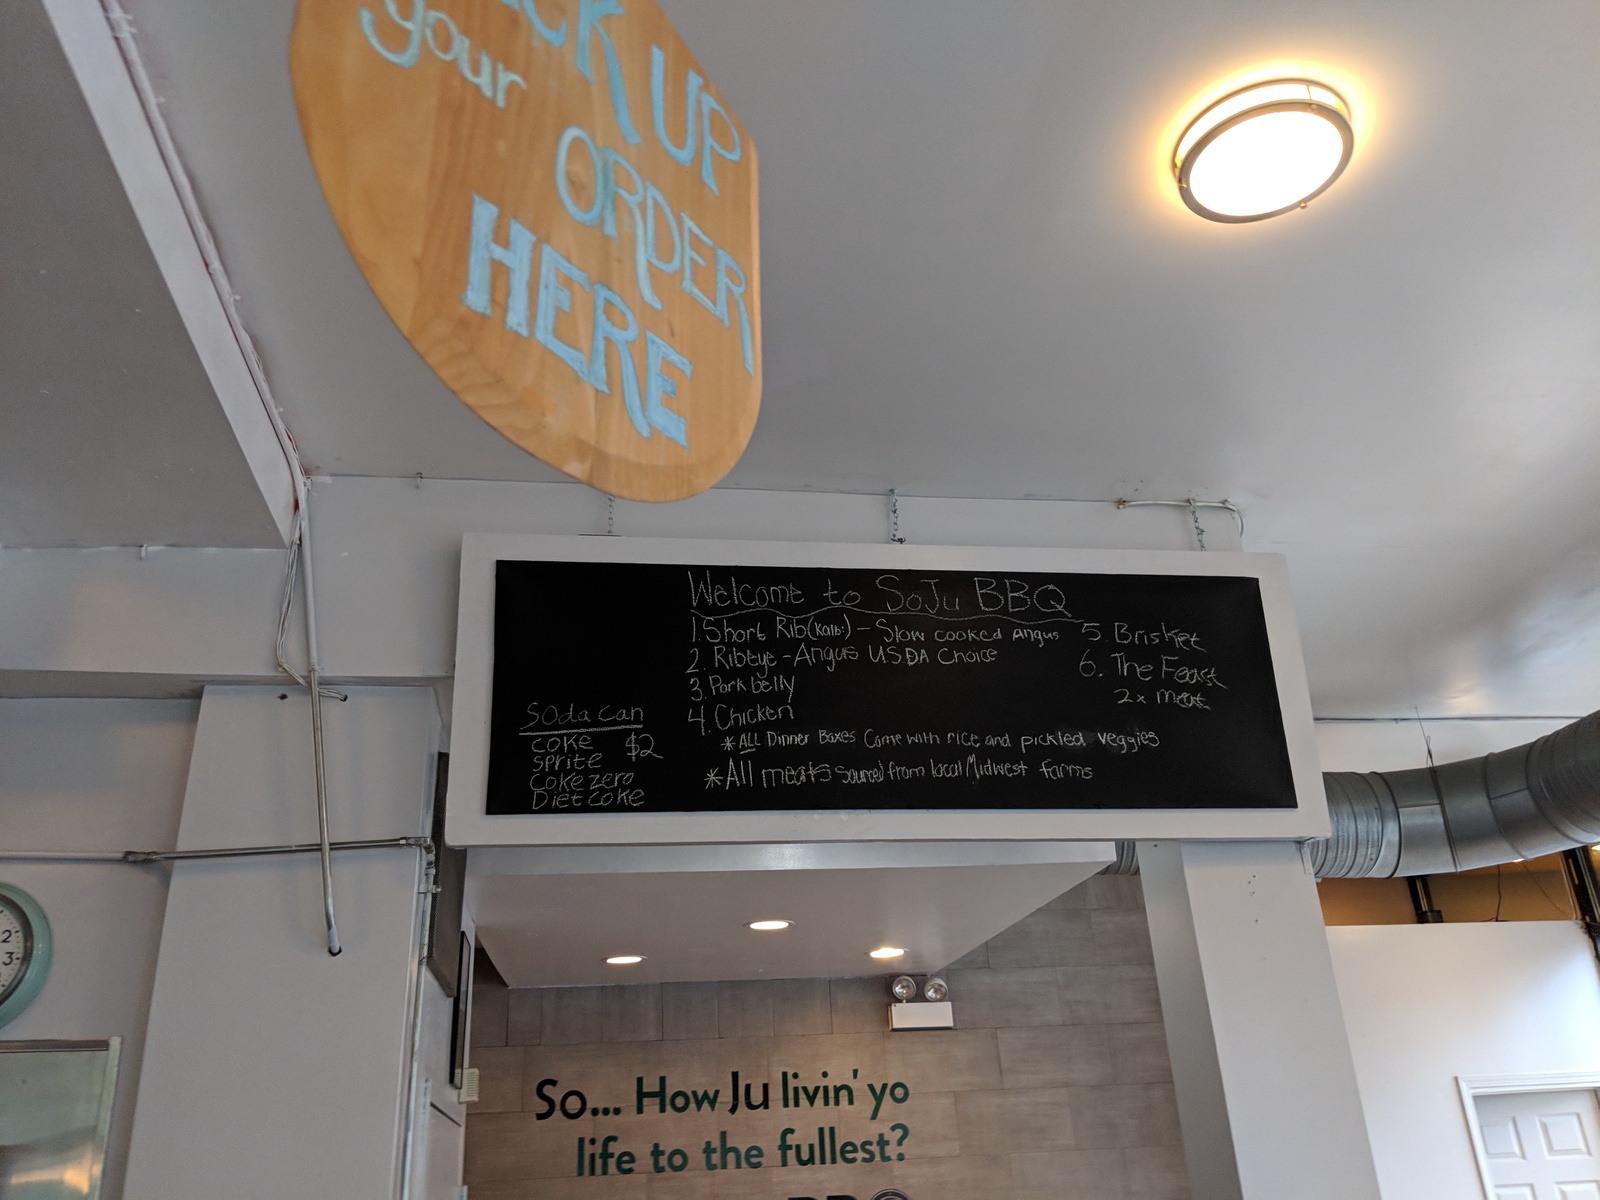 UP
your
ORDER
HERE
Welcome to SoJu BBQ
1. Short Rib (Kalbi) - Slow cooked Angus
2. Ribeye - Angus USDA Choice
3. Pork belly
4. Chicken
5. Brisket
6. The Feast
2x meat
*ALL Dinner Boxes Come with rice and pickled veggies
*All meats sourced from local Midwest farms
Soda Can
coke $2
sprite
Coke zero
Diet coke
2
3
So... How Ju livin' yo
life to the fullest?